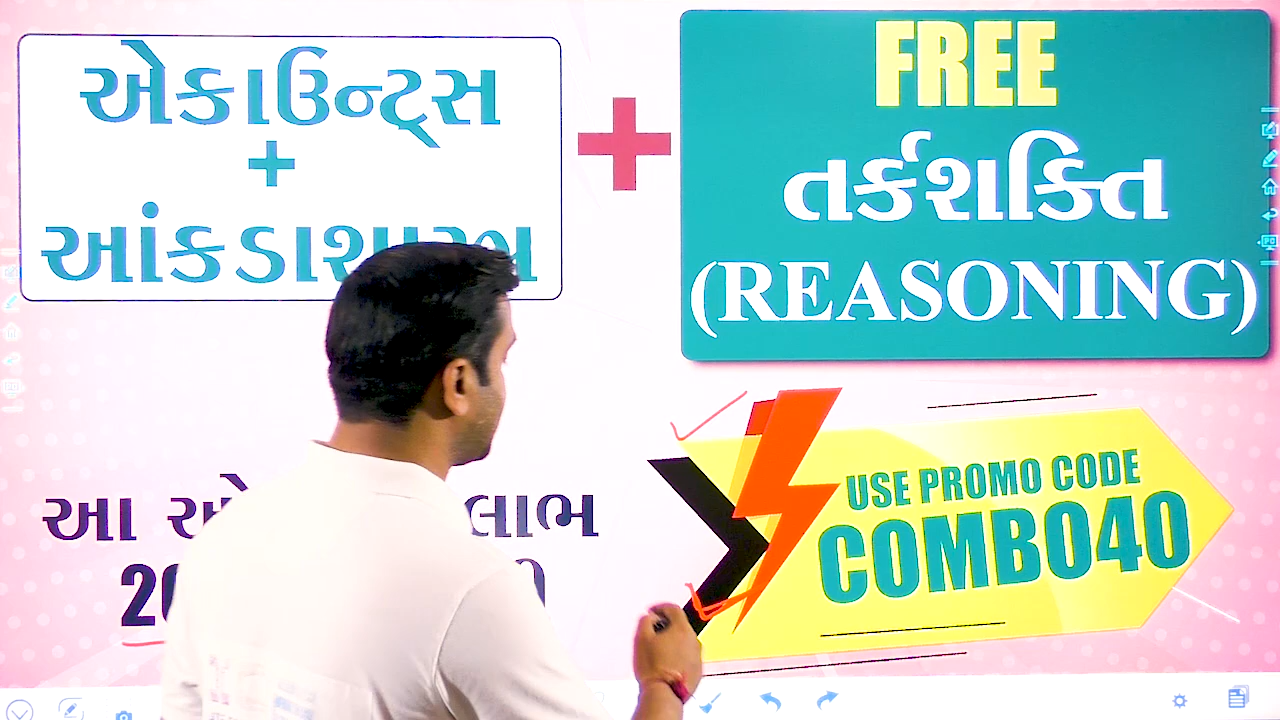 એકાઉન્ટ્સ
+
આંકડાશાસ્ત્ર
+
FREE
તર્કશક્તિ
(REASONING)
આ લાભ
USE PROMO CODE
COMBO40